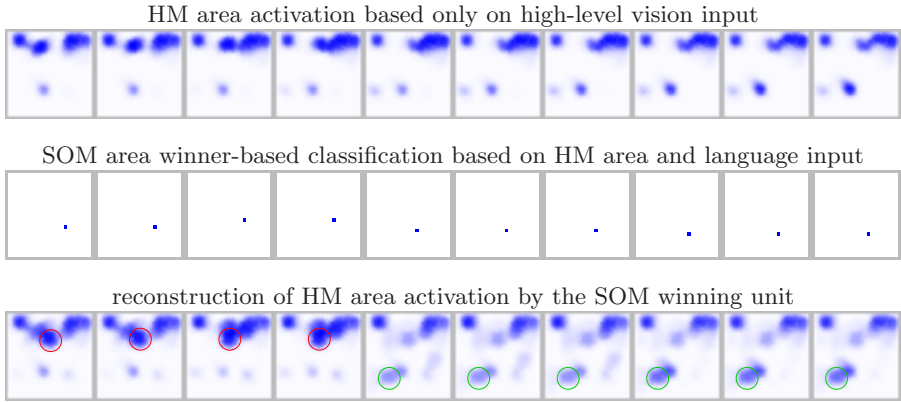 HM area activation based only on high-level vision input
SOM area winner-based classification based on HM area and language input
reconstruction of HM area activation by the SOM winning unit